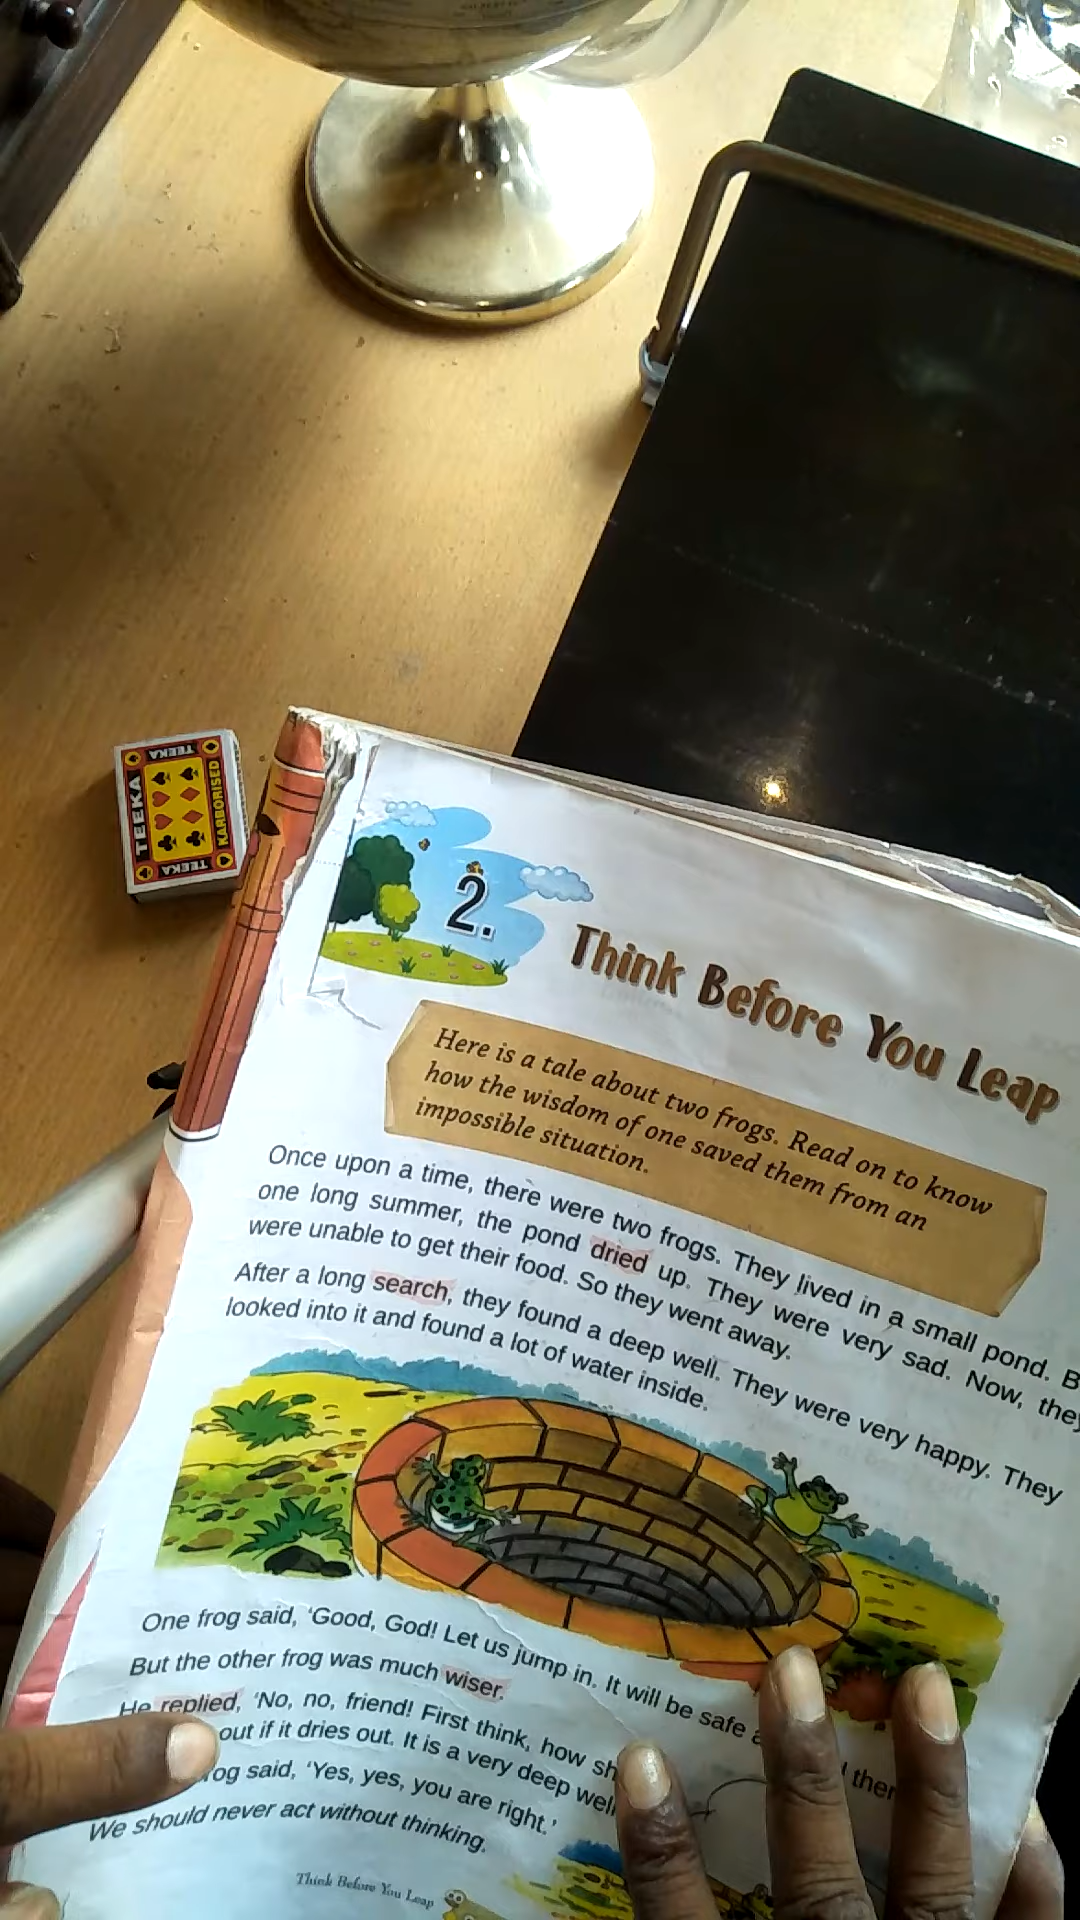 TEEKA
TEEKA
KARBORISED
TEEKA
2.
Think Before You Leap
Here is a tale about two frogs. Read on to know
how the wisdom of one saved them from an
impossible situation.
Once upon a time, there were two frogs. They lived in a small pond. B
one long summer, the pond dried up. They were very sad. Now, they
were unable to get their food. So they went away.
After a long search, they found a deep well. They were very happy. They
looked into it and found a lot of water inside.
One frog said, 'Good, God! Let us jump in. It will be safe
But the other frog was much wiser.
He replied, 'No, no, friend! First think, how sh
out if it dries out. It is a very deep well
said, 'Yes, yes, you are right.'
We should never act without thinking.
Think Before You Leap